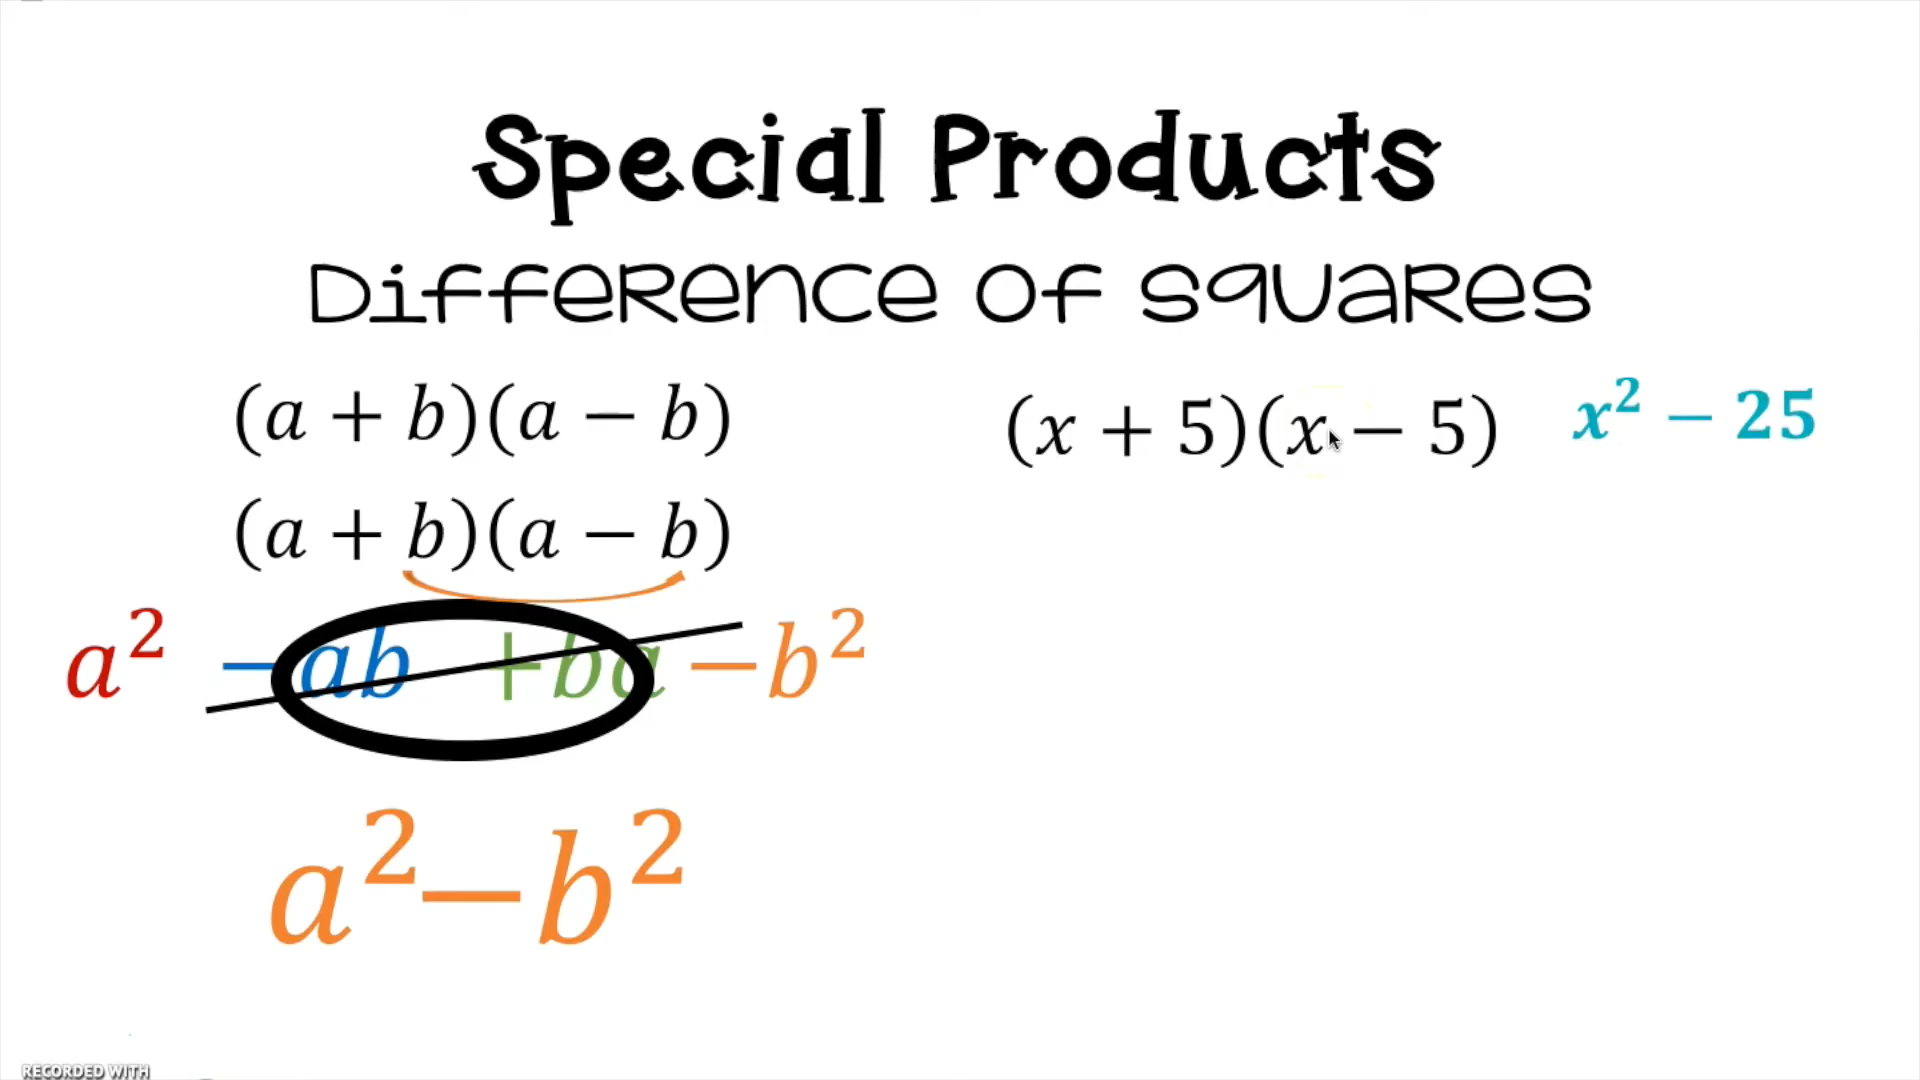 Special Products
Difference of Squares
(a + b)(a − b)
(x + 5)(x − 5) x² − 25
(a + b)(a − b)
a² −ab +ba −b²
a²−b²
RECORDED WITH